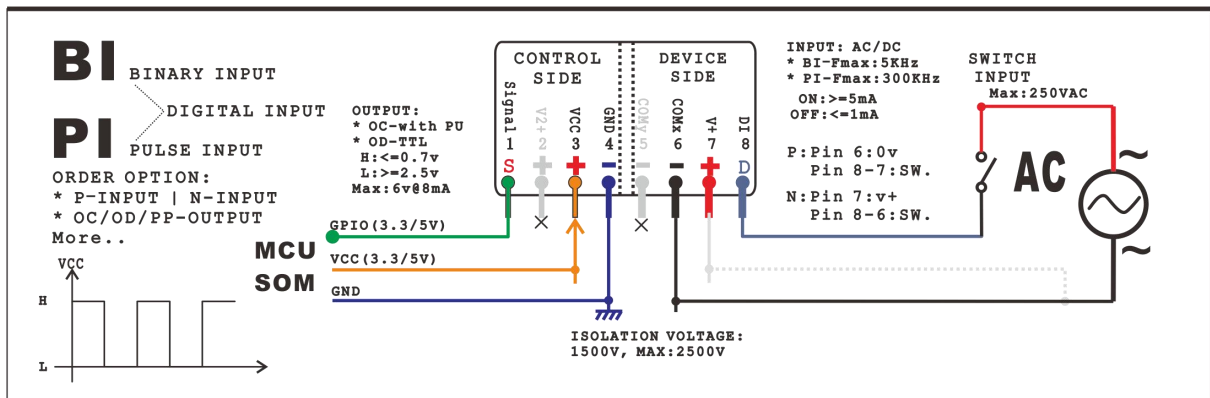 BI BINARY INPUT
DIGITAL INPUT
PI PULSE INPUT
ORDER OPTION:
* P-INPUT | N-INPUT
* OC/OD/PP-OUTPUT
More..
VCC
H
L
OUTPUT:
* OC-with PU
* OD-TTL
H:<=0.7v
L:>=2.5v
Max:6v@8mA
MCU
SOM
GPIO(3.3/5V)
VCC(3.3/5V)
GND
CONTROL
SIDE
DEVICE
SIDE
Signal 1
V2+ 2
VCC 3
GND 4
COMy 5
COMx 6
V+ 7
DI 8
S
D
ISOLATION VOLTAGE:
1500V, MAX:2500V
INPUT: AC/DC
* BI-Fmax:5KHz
* PI-Fmax:300KHz
ON:>=5mA
OFF:<=1mA
P:Pin 6:0v
Pin 8-7:SW.
N:Pin 7:v+
Pin 8-6:SW.
SWITCH
INPUT
Max:250VAC
AC